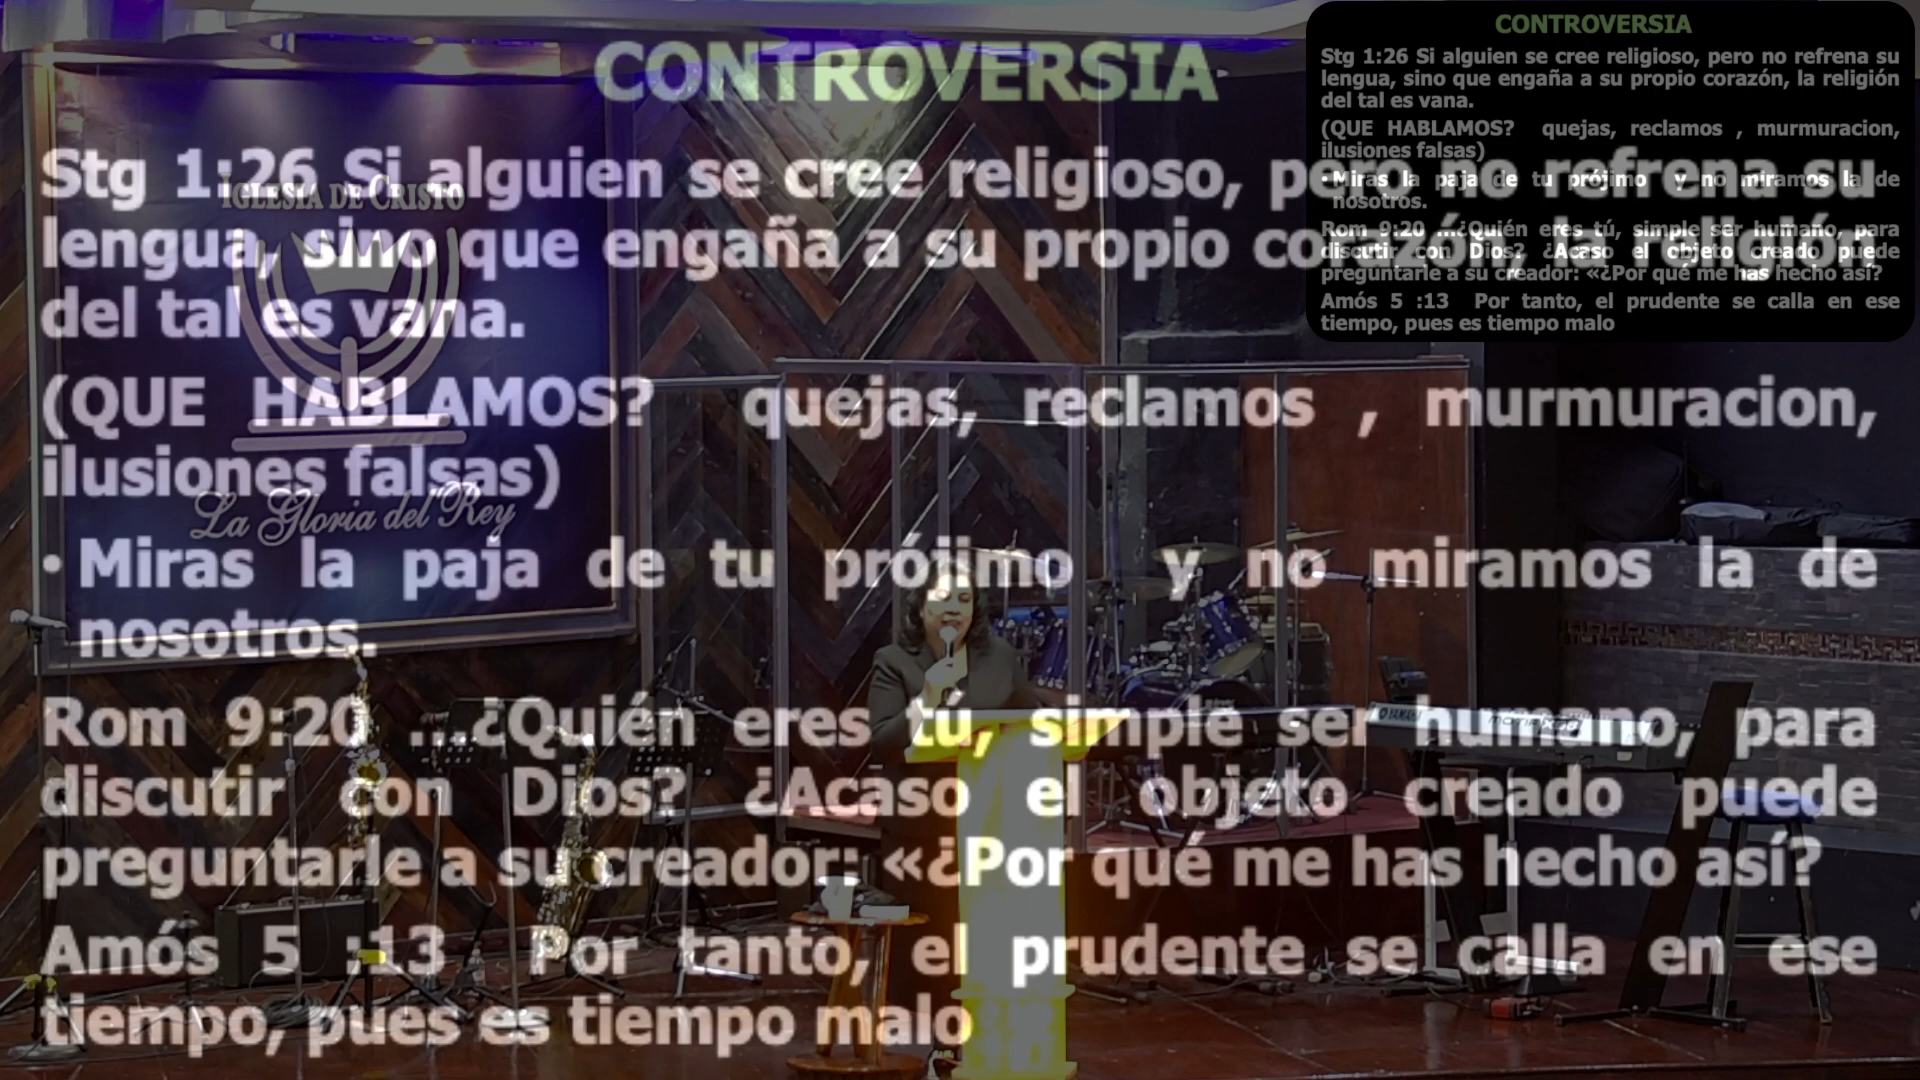 CONTROVERSIA
Stg 1:26 Si alguien se cree religioso, pero no refrena su
lengua, sino que engaña a su propio corazón, la religión
del tal es vana.
(QUE HABLAMOS? quejas, reclamos , murmuracion,
ilusiones falsas)
• Miras la paja de tu prójimo y no miramos la de
nosotros.
Rom 9:20 ...¿Quién eres tú, simple ser humano, para
discutir con Dios? ¿Acaso el objeto creado puede
preguntarle a su creador: «¿Por qué me has hecho así?
Amós 5 :13 Por tanto, el prudente se calla en ese
tiempo, pues es tiempo malo
CONTROVERSIA
Stg 1:26 Si alguien se cree religioso, pero no refrena su
lengua, sino que engaña a su propio corazón, la religión
del tal es vana.
(QUE HABLAMOS? quejas, reclamos , murmuracion,
ilusiones falsas)
• Miras la paja de tu prójimo y no miramos la de
nosotros.
Rom 9:20 ...¿Quién eres tú, simple ser humano, para
discutir con Dios? ¿Acaso el objeto creado puede
preguntarle a su creador: «¿Por qué me has hecho así?
Amós 5 :13 Por tanto, el prudente se calla en ese
tiempo, pues es tiempo malo
IGLESIA DE CRISTO
La Gloria del Rey
YAMAHA